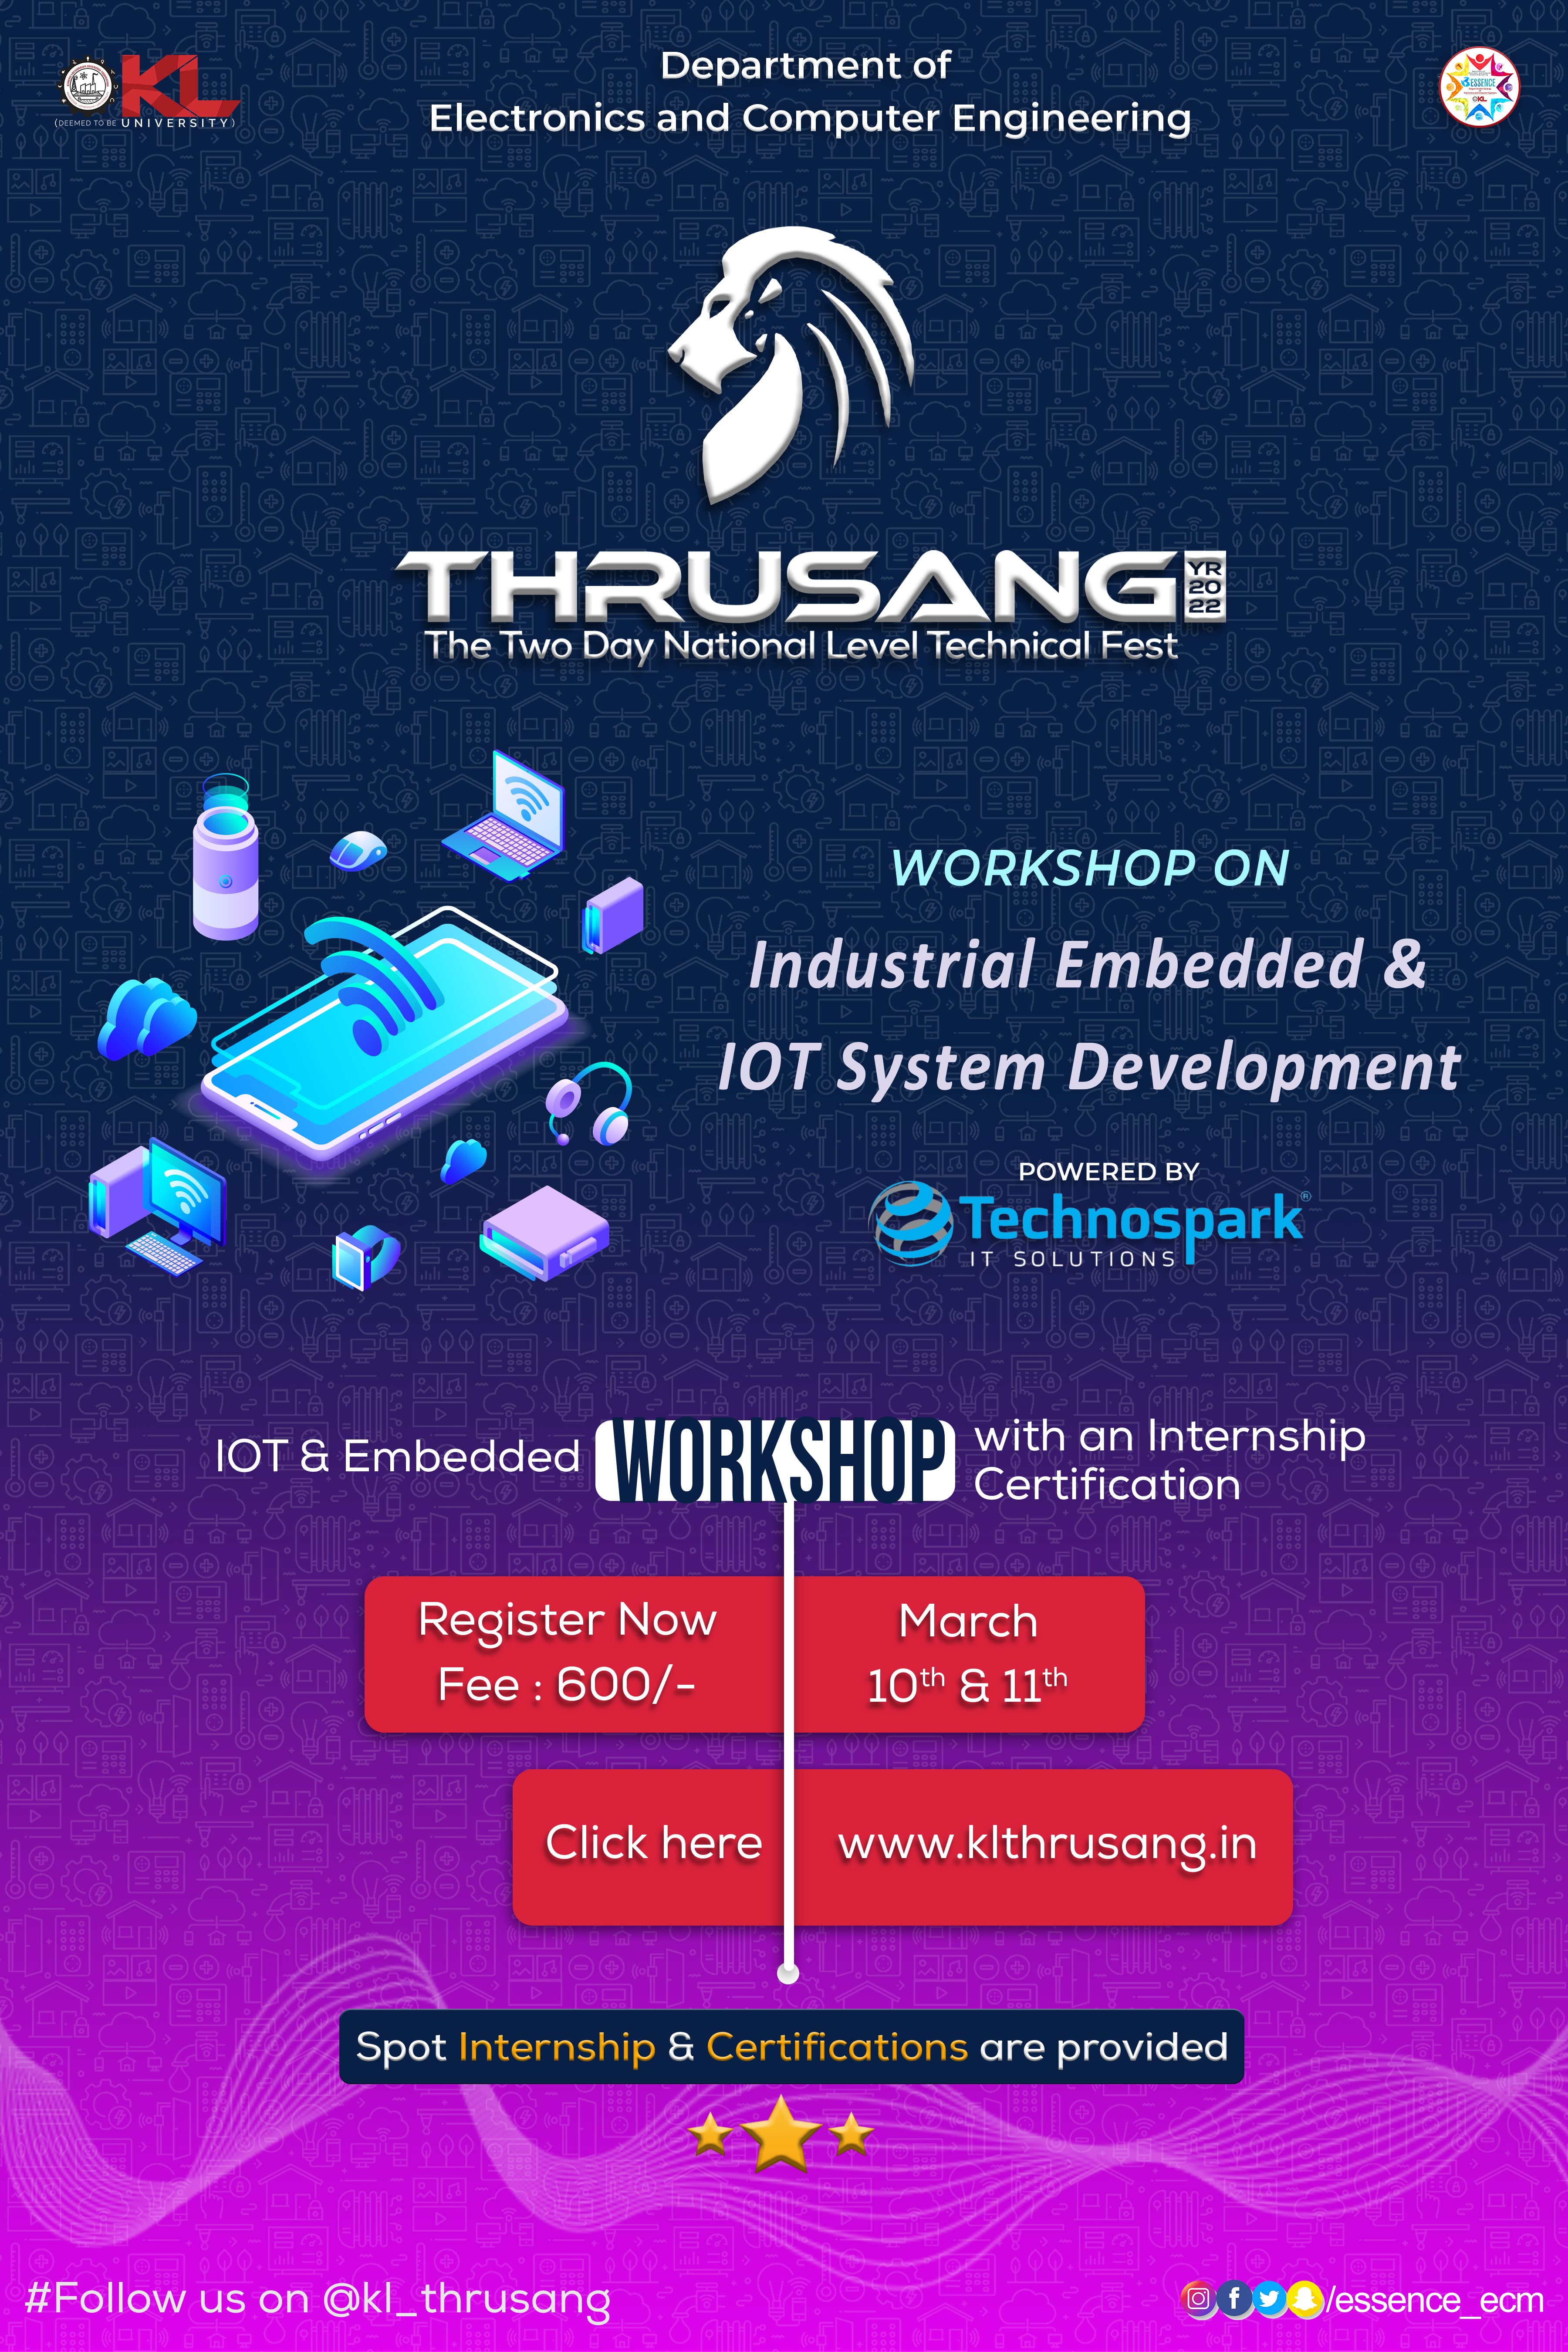 KL
(DEEMED TO BE UNIVERSITY)
Department of
Electronics and Computer Engineering
ESSENCE
THRUSANG YR 20 22
The Two Day National Level Technical Fest
WORKSHOP ON
Industrial Embedded &
IOT System Development
POWERED BY
Technospark®
IT SOLUTIONS
IOT & Embedded WORKSHOP with an Internship
Certification
Register Now
Fee : 600/-
March
10th & 11th
Click here
www.klthrusang.in
Spot Internship & Certifications are provided
#Follow us on @kl_thrusang
/essence_ecm